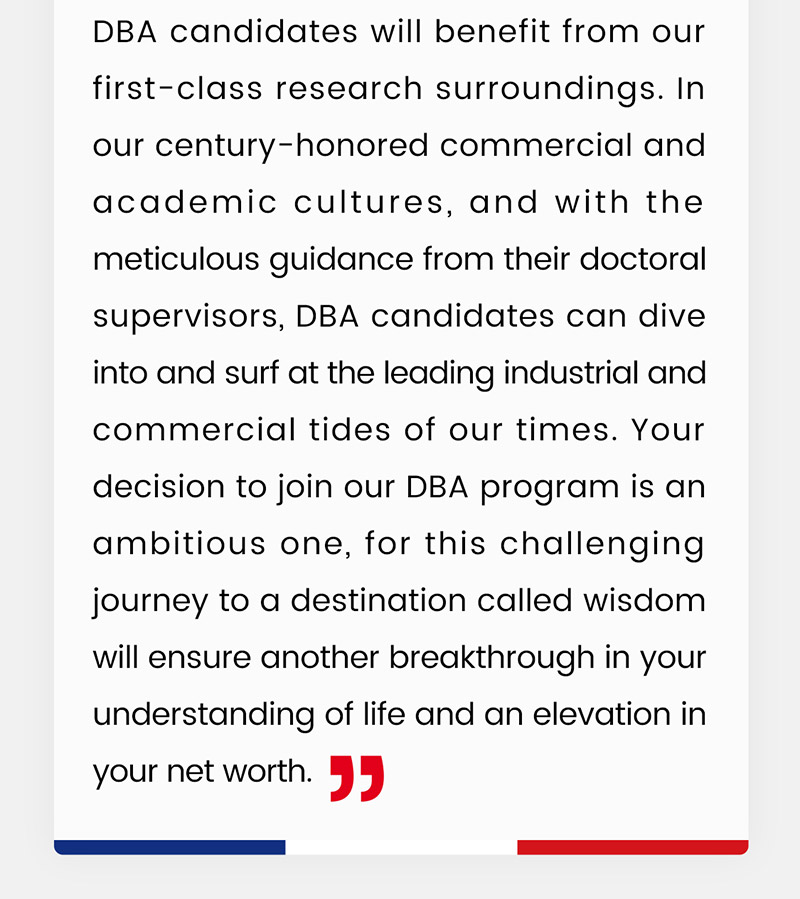 DBA candidates will benefit from our
first-class research surroundings. In
our century-honored commercial and
academic cultures, and with the
meticulous guidance from their doctoral
supervisors, DBA candidates can dive
into and surf at the leading industrial and
commercial tides of our times. Your
decision to join our DBA program is an
ambitious one, for this challenging
journey to a destination called wisdom
will ensure another breakthrough in your
understanding of life and an elevation in
your net worth. ”